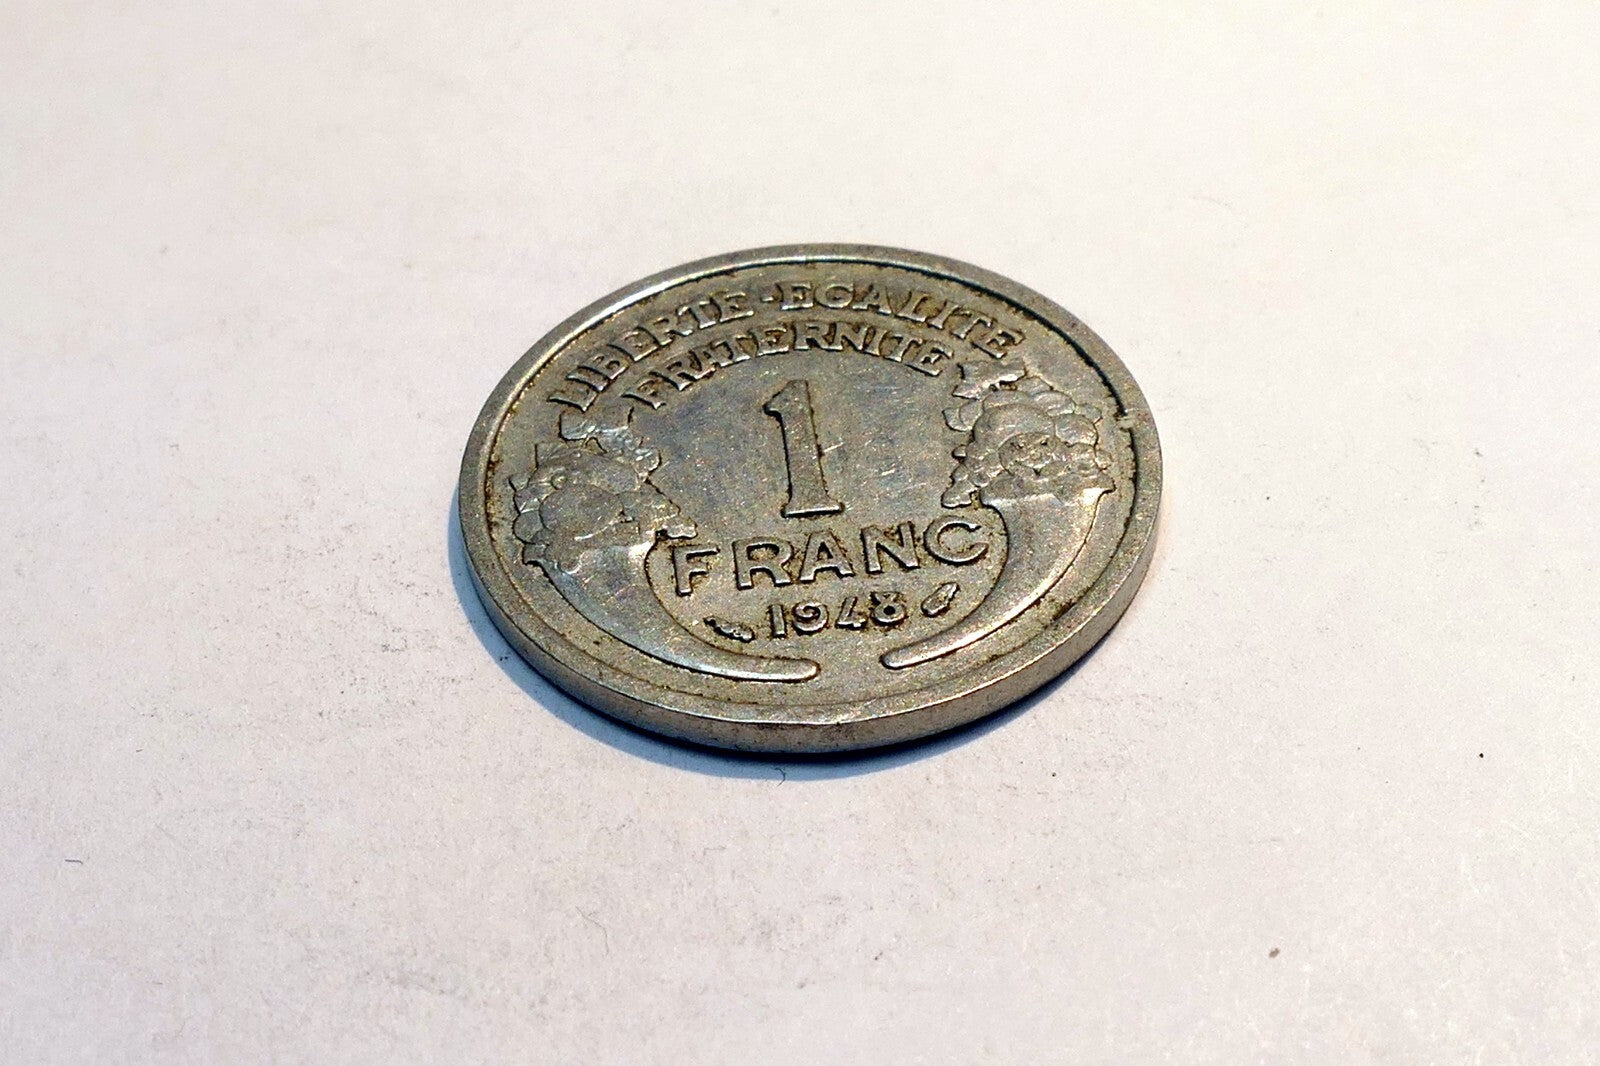 LIBERTE·EGALITE
FRATERNITE
1
FRANC
1948